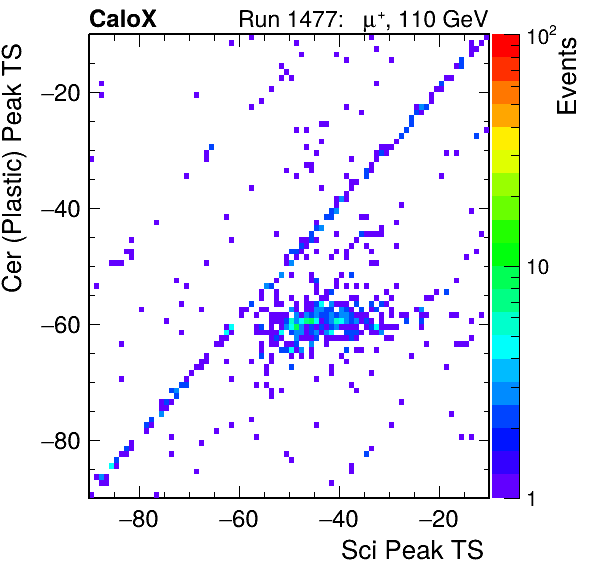 CaloX Run 1477: μ⁺, 110 GeV
Cer (Plastic) Peak TS
Events
10²
10
1
−20
−40
−60
−80
−80 −60 −40 −20
Sci Peak TS